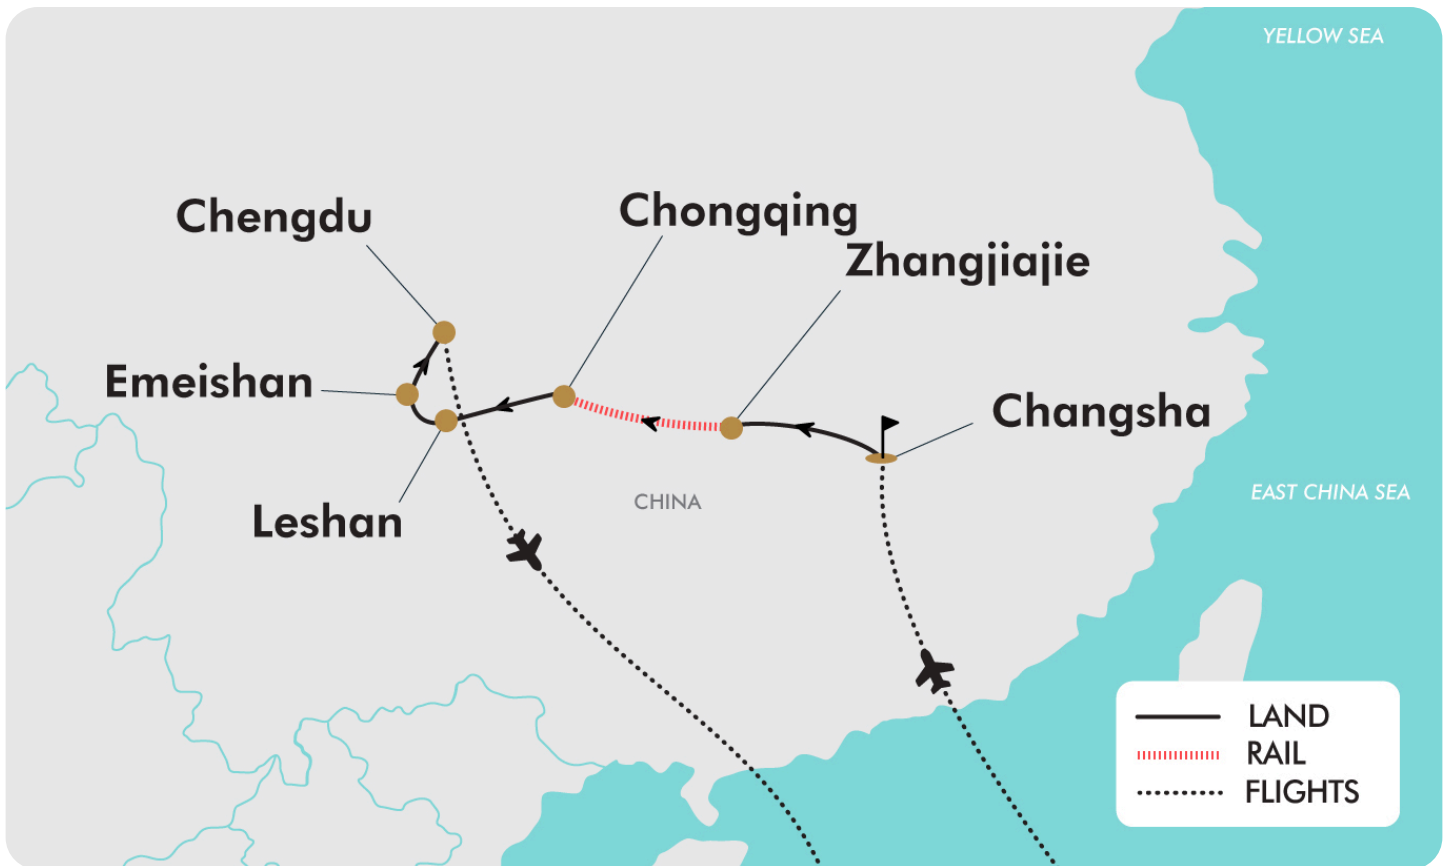 YELLOW SEA
Chongqing
Chengdu
Zhangjiajie
Emeishan
Changsha
EAST CHINA SEA
CHINA
Leshan
LAND
RAIL
FLIGHTS